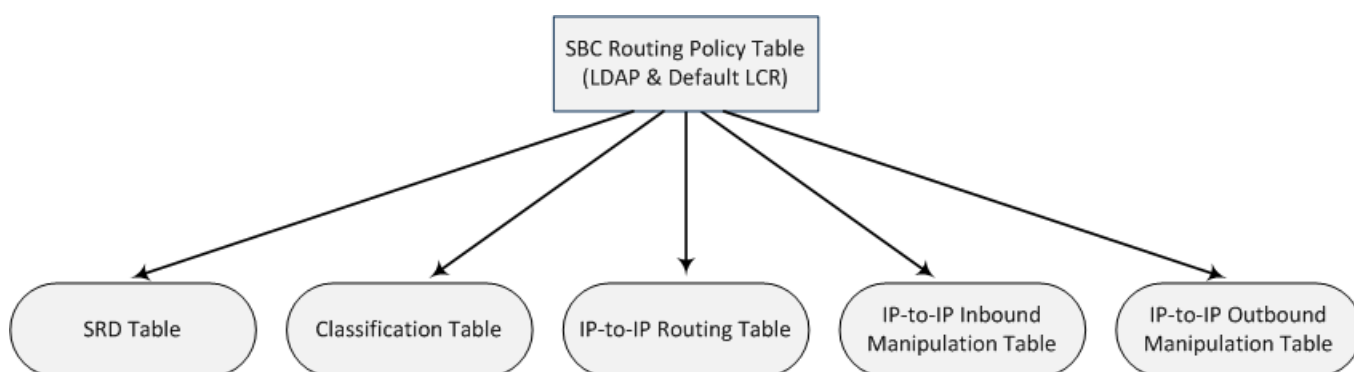 SBC Routing Policy Table
(LDAP & Default LCR)
SRD Table
Classification Table
IP-to-IP Routing Table
IP-to-IP Inbound
Manipulation Table
IP-to-IP Outbound
Manipulation Table